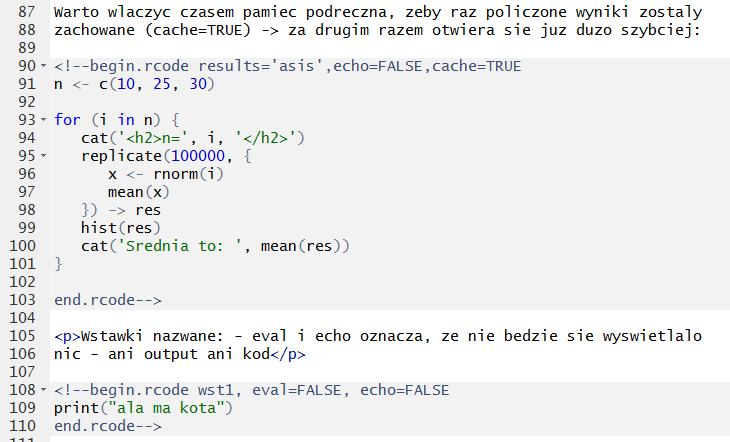 87 Warto wlaczyc czasem pamiec podreczna, zeby raz policzone wyniki zostaly
88 zachowane (cache=TRUE) -> za drugim razem otwiera sie juz duzo szybciej:
89
90 <!--begin.rcode results='asis',echo=FALSE,cache=TRUE
91 n <- c(10, 25, 30)
92
93 for (i in n) {
94    cat('<h2>n=', i, '</h2>')
95    replicate(100000, {
96       x <- rnorm(i)
97       mean(x)
98    }) -> res
99    hist(res)
100    cat('Srednia to: ', mean(res))
101 }
102
103 end.rcode-->
104
105 <p>Wstawki nazwane: - eval i echo oznacza, ze nie bedzie sie wyswietlalo
106 nic - ani output ani kod</p>
107
108 <!--begin.rcode wst1, eval=FALSE, echo=FALSE
109 print("ala ma kota")
110 end.rcode-->